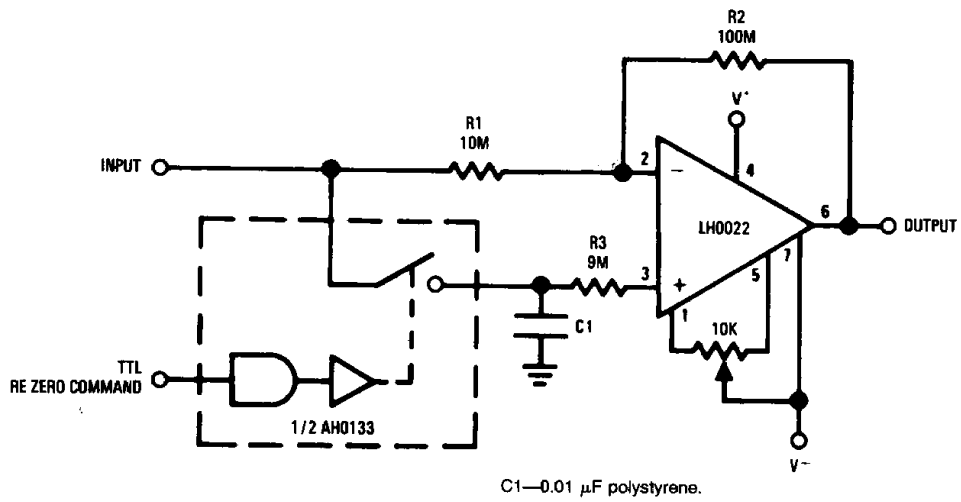 R2
100M
V+
R1
10M
INPUT
2
−
4
LH0022
6
OUTPUT
7
R3
9M
3
+
5
1
C1
10K
TTL
RE ZERO COMMAND
1/2 AH0133
V−
C1—0.01 µF polystyrene.